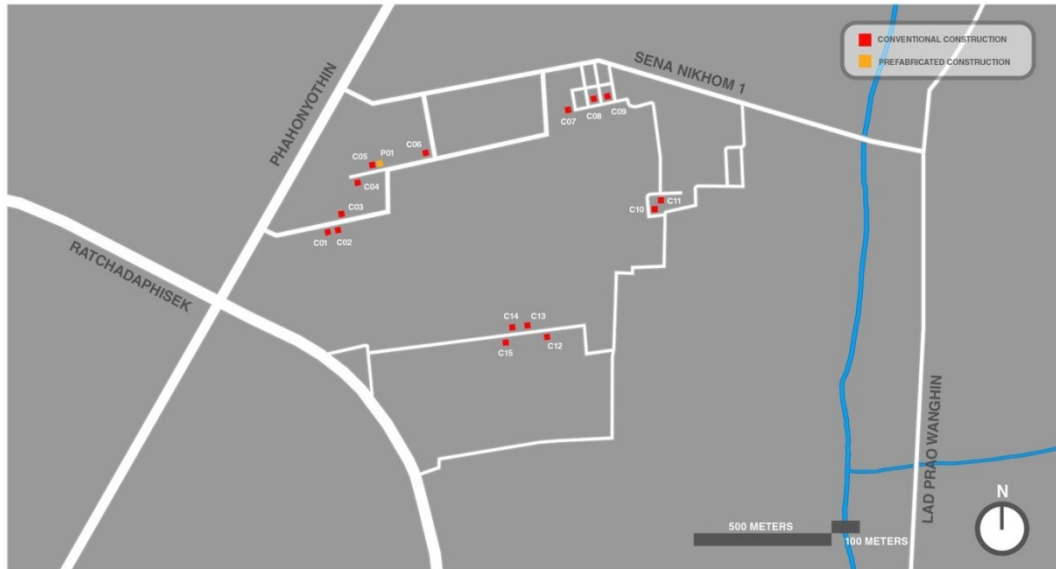 CONVENTIONAL CONSTRUCTION
PREFABRICATED CONSTRUCTION
SENA NIKHOM 1
PHAHONYOTHIN
C07
C08
C09
C05
P01
C06
C04
C03
C10
C11
C01
C02
RATCHADAPHISEK
C14
C13
C15
C12
LAD PRAO WANGHIN
N
500 METERS
100 METERS